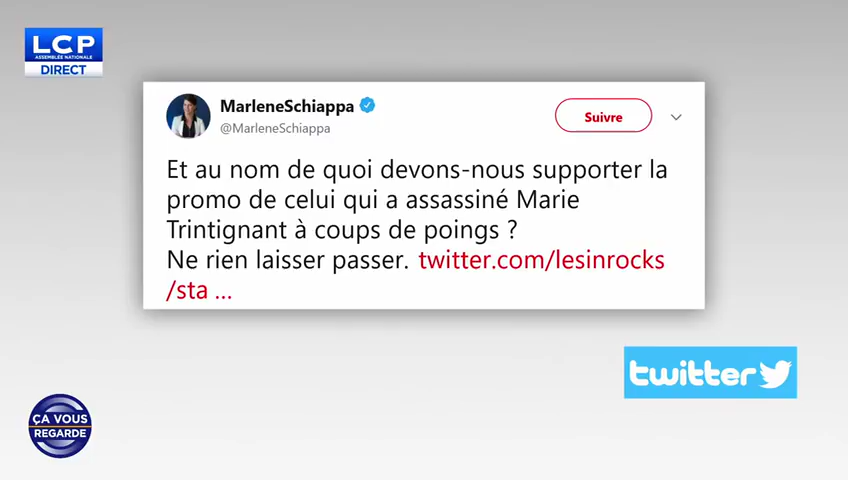 LCP
ASSEMBLÉE NATIONALE
DIRECT
MarleneSchiappa
@MarleneSchiappa
Suivre
Et au nom de quoi devons-nous supporter la
promo de celui qui a assassiné Marie
Trintignant à coups de poings ?
Ne rien laisser passer. twitter.com/lesinrocks
/sta ...
twitter
ÇA VOUS
REGARDE